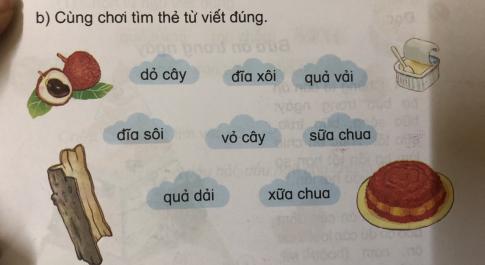 b) Cùng chơi tìm thẻ từ viết đúng.
dỏ cây đĩa xôi quả vải
đĩa sôi vỏ cây sữa chua
quả dải xữa chua